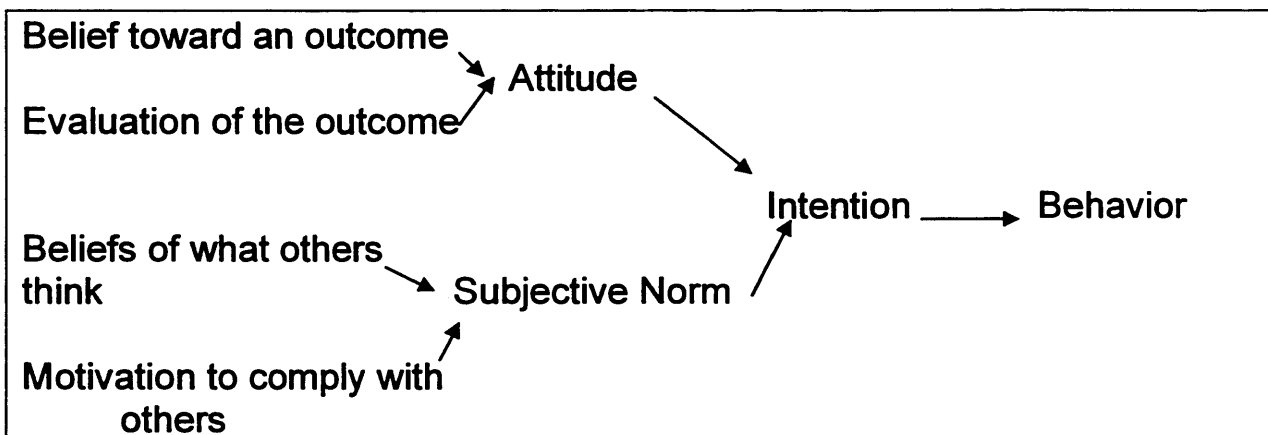 Belief toward an outcome
Attitude
Evaluation of the outcome
Intention
Behavior
Beliefs of what others
think
Subjective Norm
Motivation to comply with
others